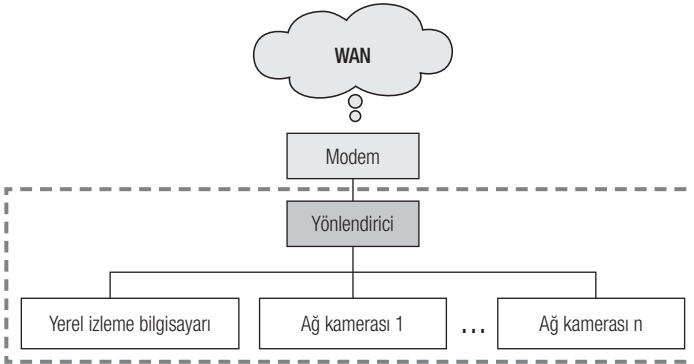 WAN
Modem
Yönlendirici
Yerel izleme bilgisayarı
Ağ kamerası 1
...
Ağ kamerası n